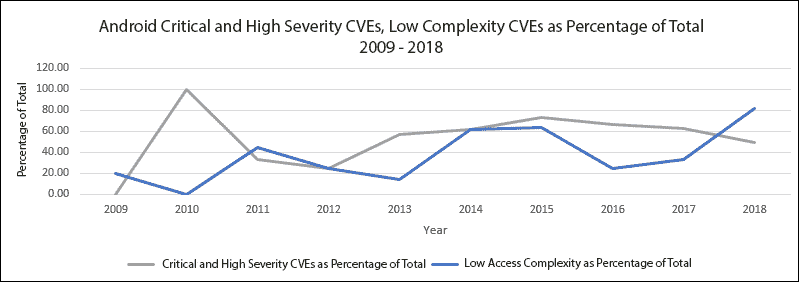 Android Critical and High Severity CVEs, Low Complexity CVEs as Percentage of Total
2009 - 2018
Percentage of Total
120.00
100.00
80.00
60.00
40.00
20.00
0.00
2009 2010 2011 2012 2013 2014 2015 2016 2017 2018
Year
Critical and High Severity CVEs as Percentage of Total Low Access Complexity as Percentage of Total